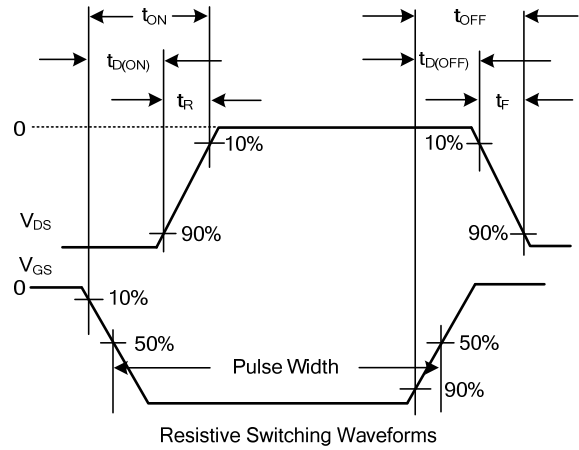 tON tOFF
tD(ON) tD(OFF)
tR tF
0
10% 10%
VDS 90% 90%
VGS
0
10%
50% Pulse Width 50%
90%
Resistive Switching Waveforms